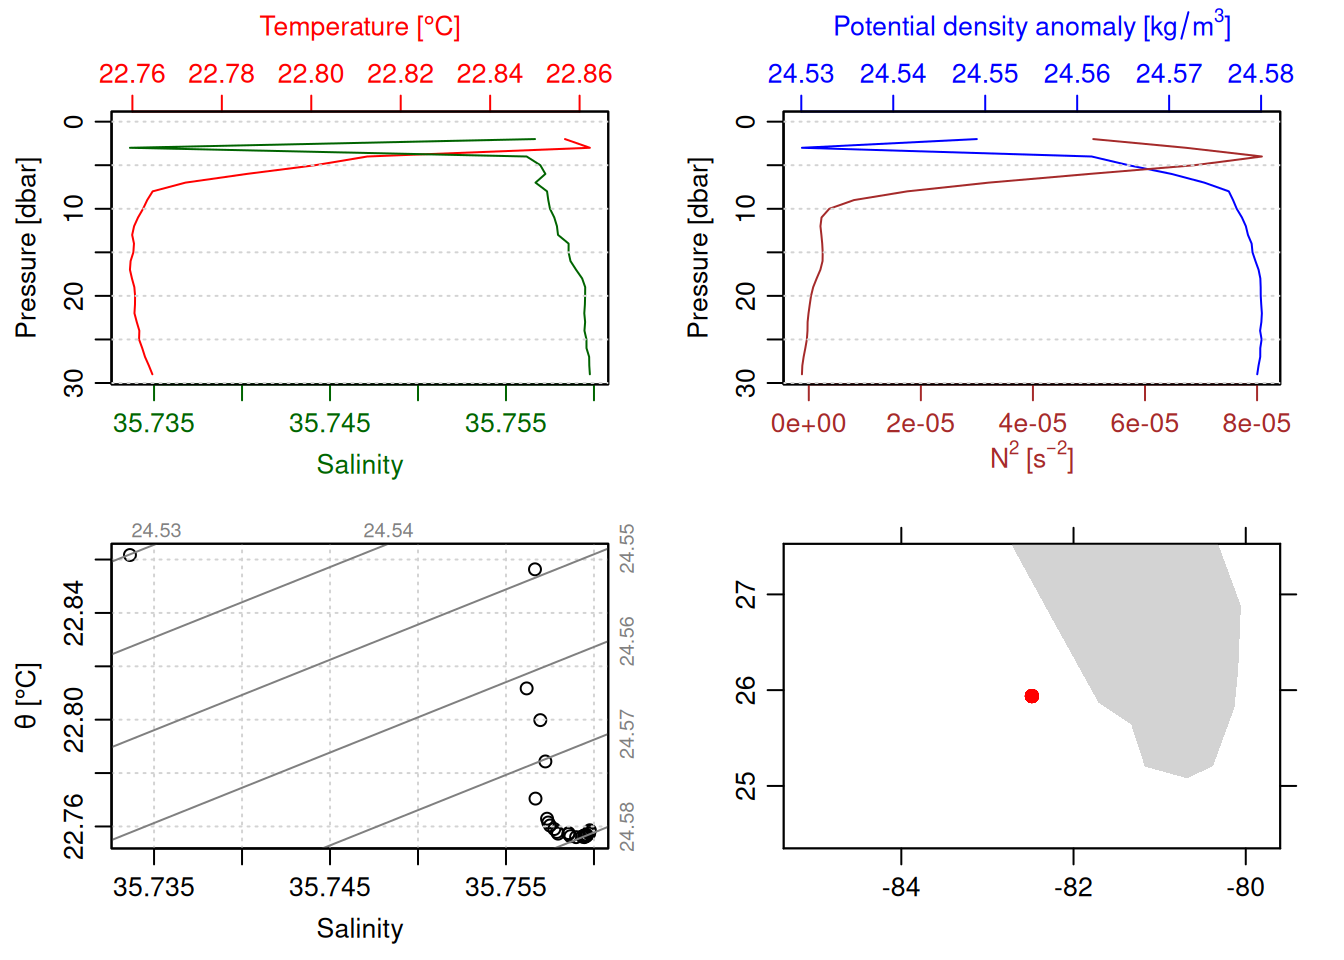 Temperature [°C]
22.76 22.78 22.80 22.82 22.84 22.86
0
10
20
30
Pressure [dbar]
35.735 35.745 35.755
Salinity
Potential density anomaly [kg/m³]
24.53 24.54 24.55 24.56 24.57 24.58
0
10
20
30
Pressure [dbar]
0e+00 2e-05 4e-05 6e-05 8e-05
N² [s⁻²]
24.53 24.54
24.55
24.56
24.57
24.58
22.84
22.80
22.76
θ [°C]
35.735 35.745 35.755
Salinity
27
26
25
-84 -82 -80